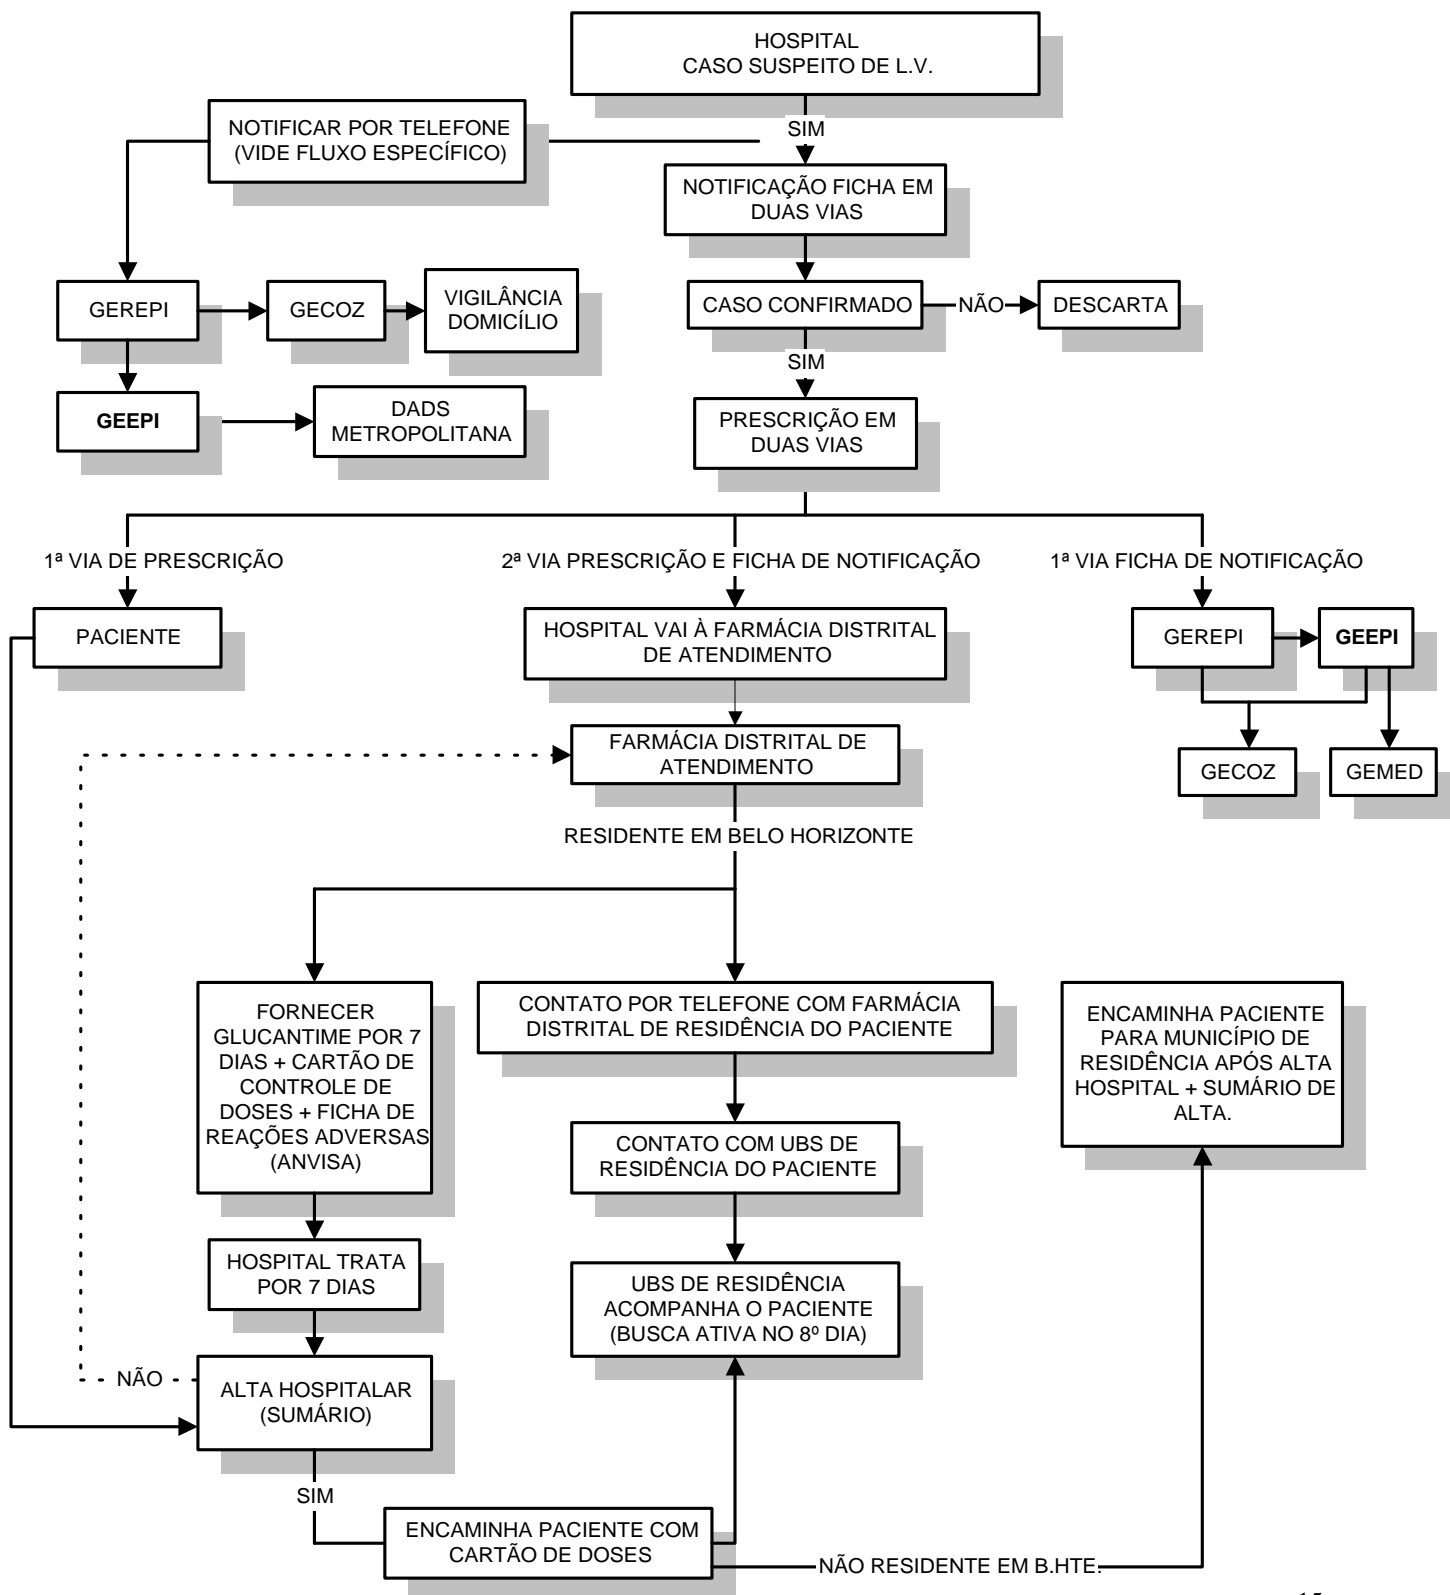 HOSPITAL
CASO SUSPEITO DE L.V.
NOTIFICAR POR TELEFONE
(VIDE FLUXO ESPECÍFICO)
SIM
NOTIFICAÇÃO FICHA EM
DUAS VIAS
GEREPI
GECOZ
VIGILÂNCIA
DOMICÍLIO
CASO CONFIRMADO
NÃO
DESCARTA
SIM
GEEPI
DADS
METROPOLITANA
PRESCRIÇÃO EM
DUAS VIAS
1ª VIA DE PRESCRIÇÃO
2ª VIA PRESCRIÇÃO E FICHA DE NOTIFICAÇÃO
1ª VIA FICHA DE NOTIFICAÇÃO
PACIENTE
HOSPITAL VAI À FARMÁCIA DISTRITAL
DE ATENDIMENTO
GEREPI
GEEPI
FARMÁCIA DISTRITAL DE
ATENDIMENTO
GECOZ
GEMED
RESIDENTE EM BELO HORIZONTE
FORNECER
GLUCANTIME POR 7
DIAS + CARTÃO DE
CONTROLE DE
DOSES + FICHA DE
REAÇÕES ADVERSAS
(ANVISA)
CONTATO POR TELEFONE COM FARMÁCIA
DISTRITAL DE RESIDÊNCIA DO PACIENTE
ENCAMINHA PACIENTE
PARA MUNICÍPIO DE
RESIDÊNCIA APÓS ALTA
HOSPITAL + SUMÁRIO DE
ALTA.
CONTATO COM UBS DE
RESIDÊNCIA DO PACIENTE
HOSPITAL TRATA
POR 7 DIAS
UBS DE RESIDÊNCIA
ACOMPANHA O PACIENTE
(BUSCA ATIVA NO 8º DIA)
NÃO
ALTA HOSPITALAR
(SUMÁRIO)
SIM
ENCAMINHA PACIENTE COM
CARTÃO DE DOSES
NÃO RESIDENTE EM B.HTE.